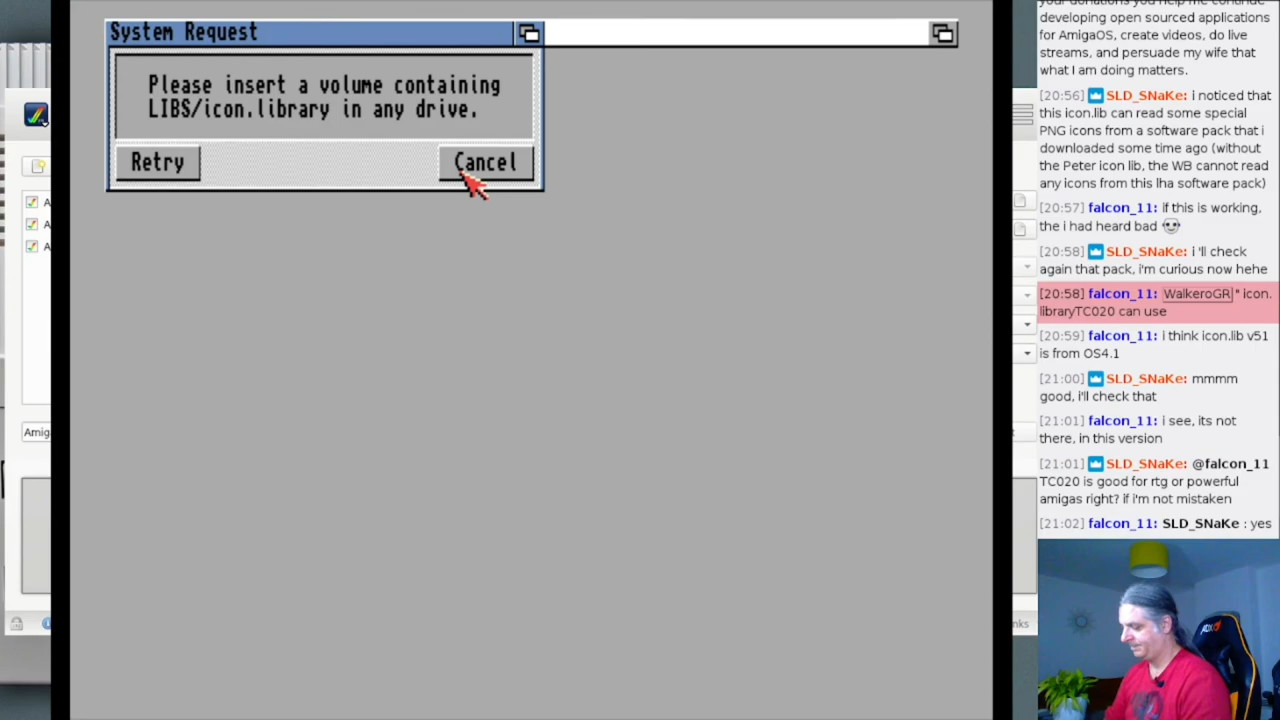 System Request
Please insert a volume containing
LIBS/icon.library in any drive.
Retry
Cancel
A
A
A
Amig
your donations you help me continue
developing open sourced applications
for AmigaOS, create videos, do live
streams, and persuade my wife that
what I am doing matters.
[20:56] SLD_SNaKe: i noticed that
this icon.lib can read some special
PNG icons from a software pack that i
downloaded some time ago (without
the Peter icon lib, the WB cannot read
any icons from this lha software pack)
[20:57] falcon_11: if this is working,
the i had heard bad
[20:58] SLD_SNaKe: i 'll check
again that pack, i'm curious now hehe
[20:58] falcon_11: WalkeroGR " icon.
libraryTC020 can use
[20:59] falcon_11: i think icon.lib v51
is from OS4.1
[21:00] SLD_SNaKe: mmmm
good, i'll check that
[21:01] falcon_11: i see, its not
there, in this version
[21:01] SLD_SNaKe: @falcon_11
TC020 is good for rtg or powerful
amigas right? if i'm not mistaken
[21:02] falcon_11: SLD_SNaKe : yes
nks